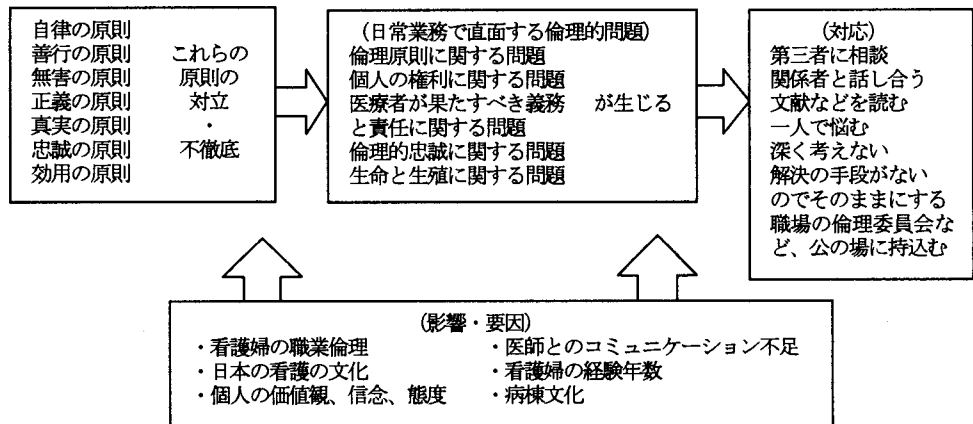 自律の原則
善行の原則
無害の原則
正義の原則
真実の原則
忠誠の原則
効用の原則
これらの
原則の
対立
・
不徹底
(日常業務で直面する倫理的問題)
倫理原則に関する問題
個人の権利に関する問題
医療者が果たすべき義務
と責任に関する問題
倫理的忠誠に関する問題
生命と生殖に関する問題
が生じる
(対応)
第三者に相談
関係者と話し合う
文献などを読む
一人で悩む
深く考えない
解決の手段がない
のでそのままにする
職場の倫理委員会な
ど、公の場に持込む
(影響・要因)
・看護婦の職業倫理
・日本の看護の文化
・個人の価値観、信念、態度
・医師とのコミュニケーション不足
・看護婦の経験年数
・病棟文化